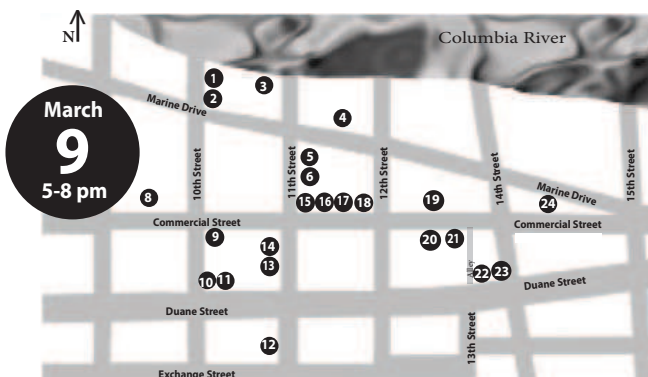 N
Columbia River
March
9
5-8 pm
1
2
3
4
Marine Drive
5
6
10th Street
11th Street
12th Street
14th Street
15th Street
Marine Drive
8
15
16
17
18
19
24
Commercial Street
Commercial Street
9
14
13
20
21
10
11
Alley
22
23
Duane Street
Duane Street
12
13th Street
Exchange Street